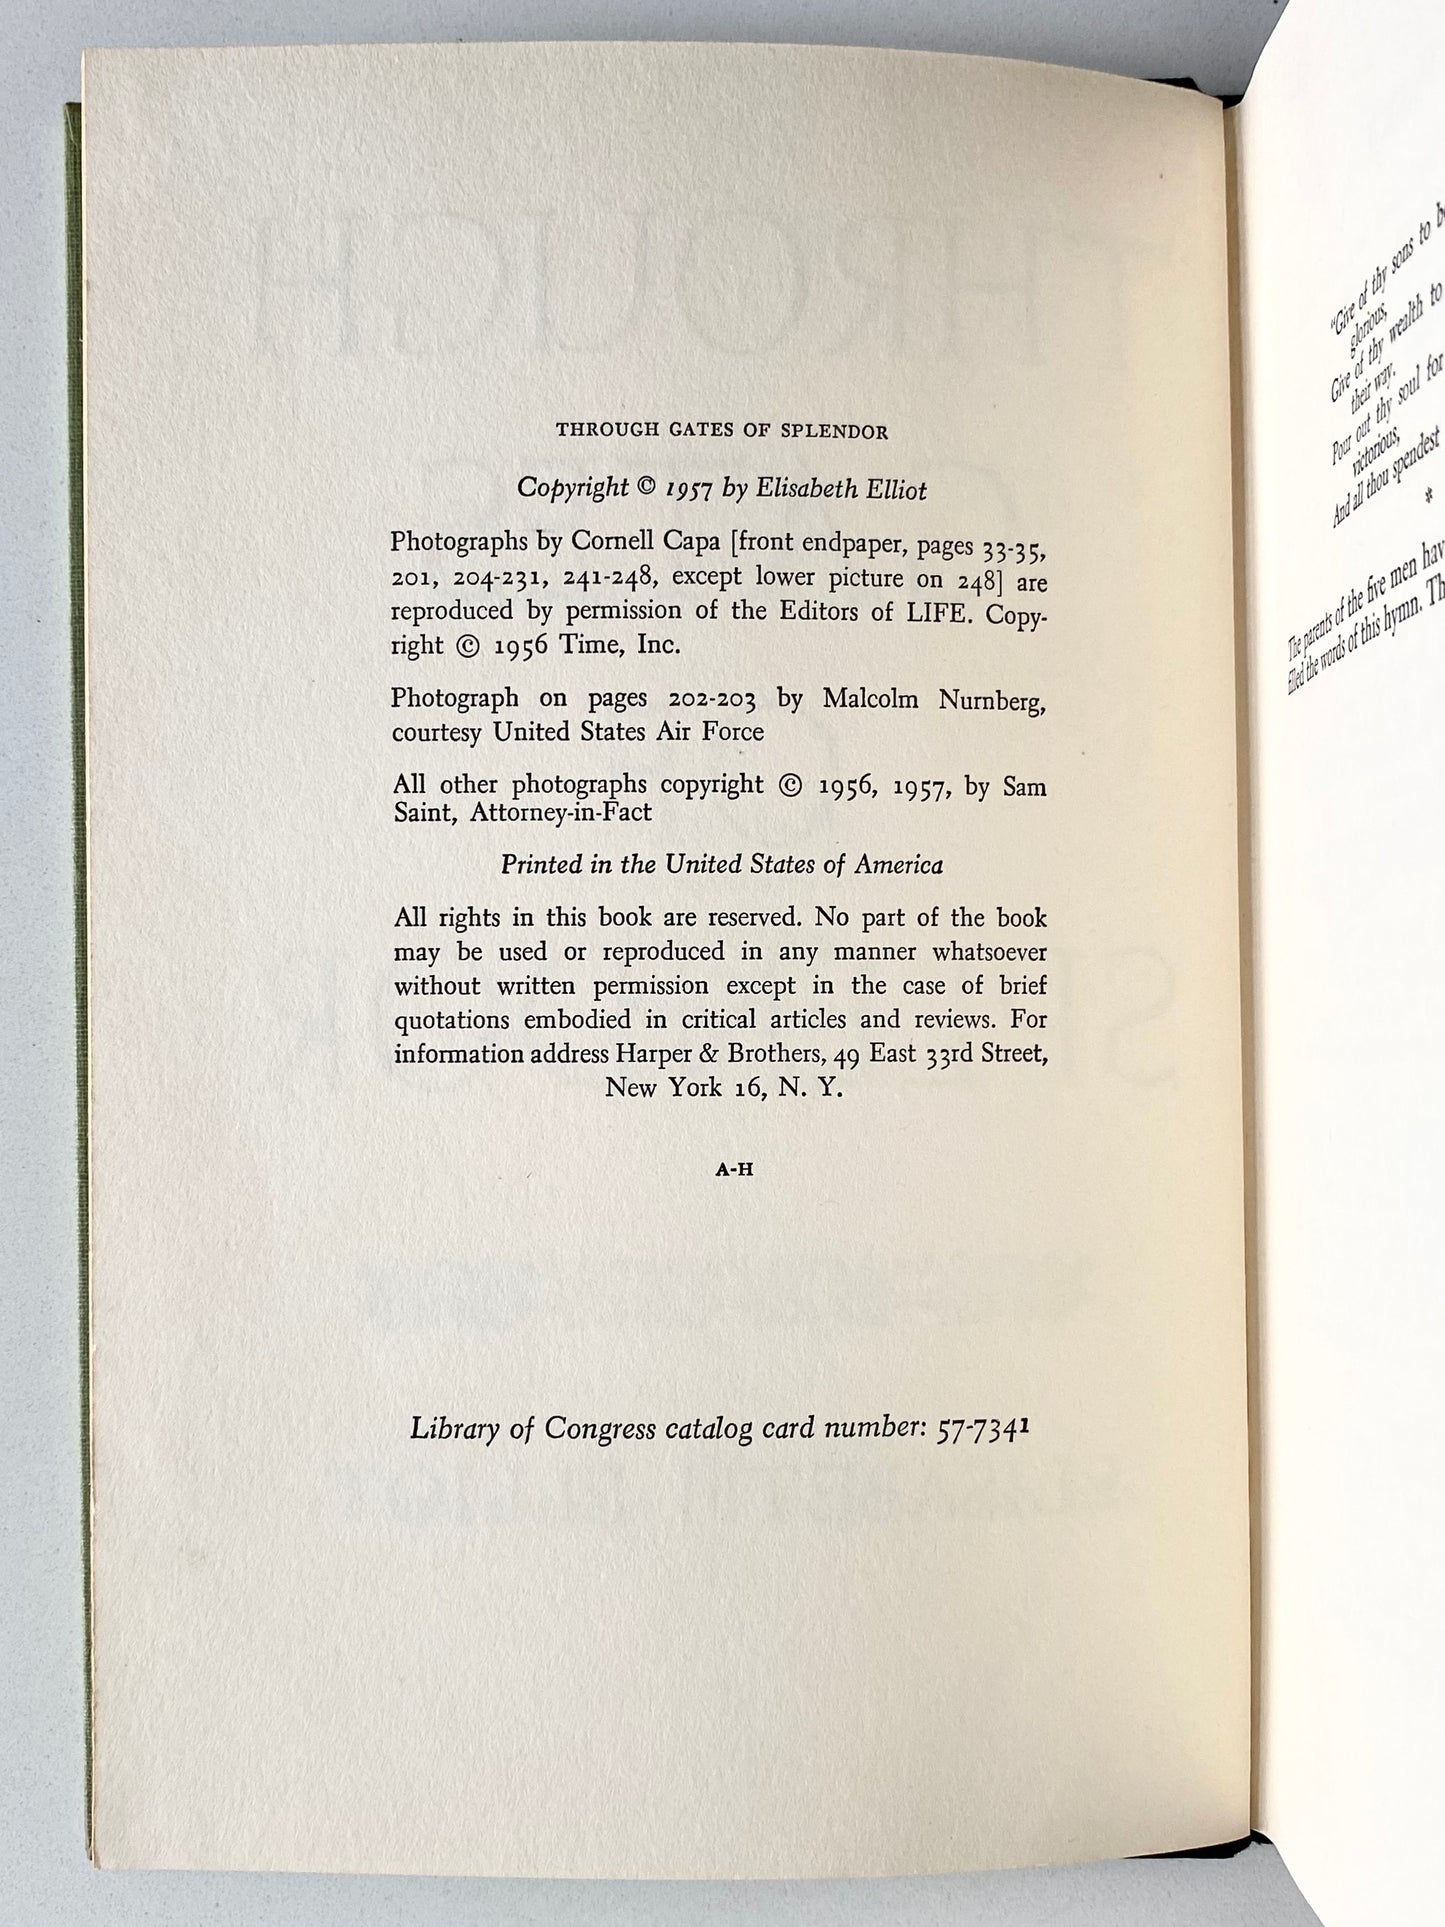 THROUGH GATES OF SPLENDOR
Copyright © 1957 by Elisabeth Elliot
Photographs by Cornell Capa [front endpaper, pages 33-35,
201, 204-231, 241-248, except lower picture on 248] are
reproduced by permission of the Editors of LIFE. Copy-
right © 1956 Time, Inc.
Photograph on pages 202-203 by Malcolm Nurnberg,
courtesy United States Air Force
All other photographs copyright © 1956, 1957, by Sam
Saint, Attorney-in-Fact
Printed in the United States of America
All rights in this book are reserved. No part of the book
may be used or reproduced in any manner whatsoever
without written permission except in the case of brief
quotations embodied in critical articles and reviews. For
information address Harper & Brothers, 49 East 33rd Street,
New York 16, N. Y.
A-H
Library of Congress catalog card number: 57-7341
"Give of thy sons to
glorious,
Give of thy wealth to
their way.
Pour out thy soul for
victorious,
And all thou spendest
*
The parents of the five men
filled the words of this hymn.